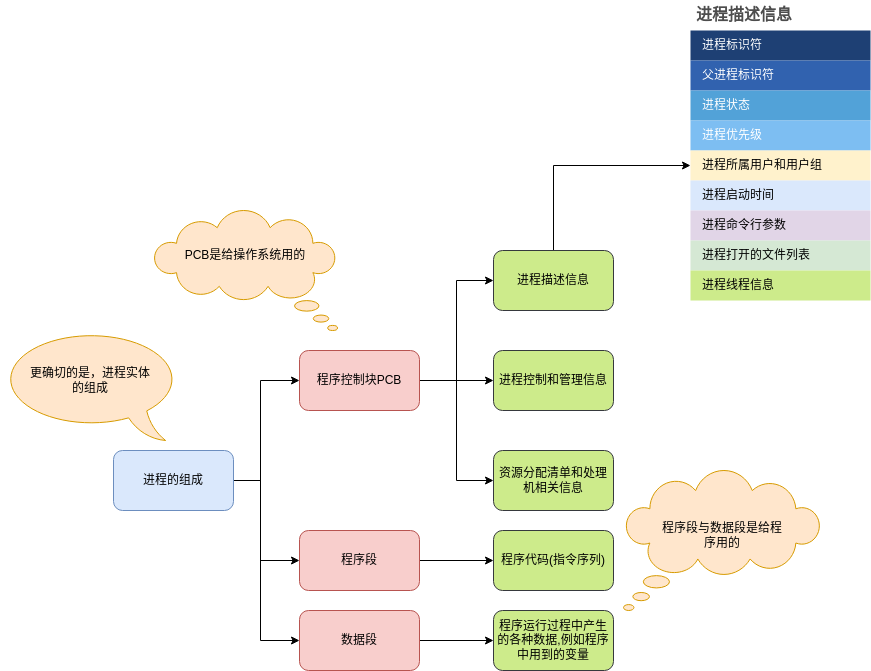 进程描述信息
进程标识符
父进程标识符
进程状态
进程优先级
进程所属用户和用户组
进程启动时间
进程命令行参数
进程打开的文件列表
进程线程信息
PCB是给操作系统用的
进程描述信息
更确切的是，进程实体
的组成
程序控制块PCB
进程控制和管理信息
进程的组成
资源分配清单和处理
机相关信息
程序段与数据段是给程
序用的
程序段
程序代码(指令序列)
数据段
程序运行过程中产生
的各种数据,例如程序
中用到的变量